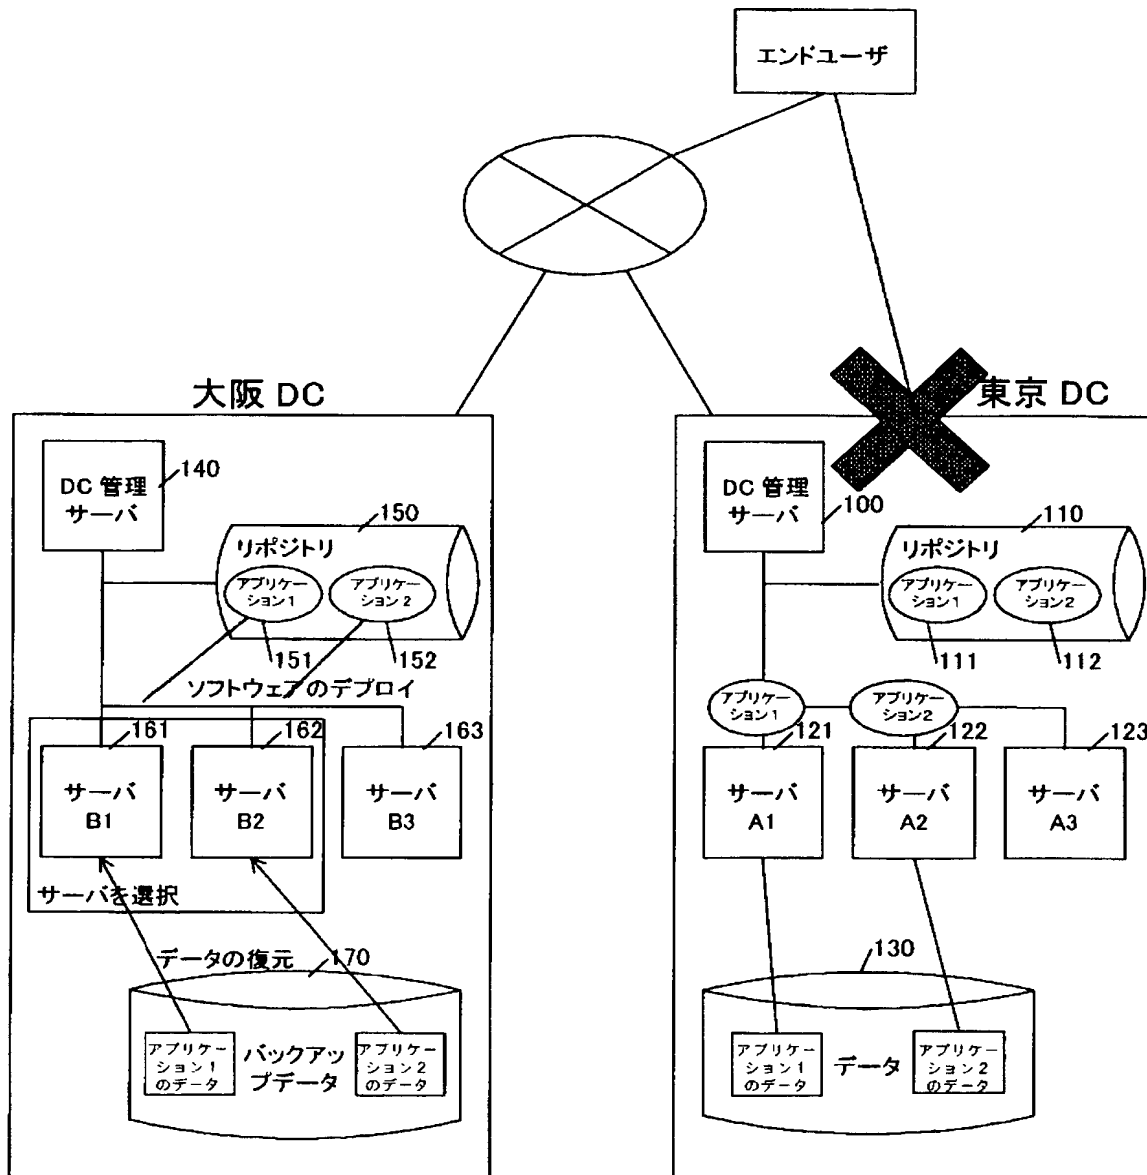 エンドユーザ
大阪 DC
東京 DC
140
DC 管理
サーバ
150
リポジトリ
アプリケー
ション1
アプリケー
ション2
151
152
ソフトウェアのデプロイ
161
162
163
サーバ
B1
サーバ
B2
サーバ
B3
サーバを選択
データの復元
170
アプリケー
ション1
のデータ
バックアッ
プデータ
アプリケー
ション2
のデータ
DC 管理
サーバ
100
110
リポジトリ
アプリケー
ション1
アプリケー
ション2
111
112
アプリケー
ション1
アプリケー
ション2
121
122
123
サーバ
A1
サーバ
A2
サーバ
A3
130
アプリケー
ション1
のデータ
データ
アプリケー
ション2
のデータ